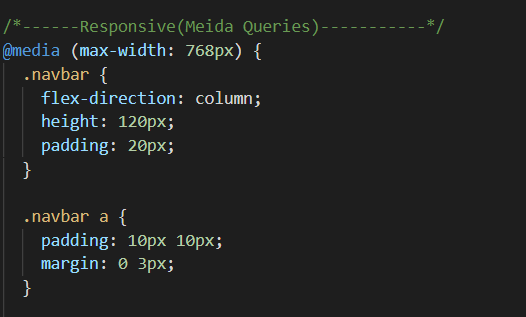 /*------Responsive(Meida Queries)-----------*/
@media (max-width: 768px) {
.navbar {
flex-direction: column;
height: 120px;
padding: 20px;
}
.navbar a {
padding: 10px 10px;
margin: 0 3px;
}